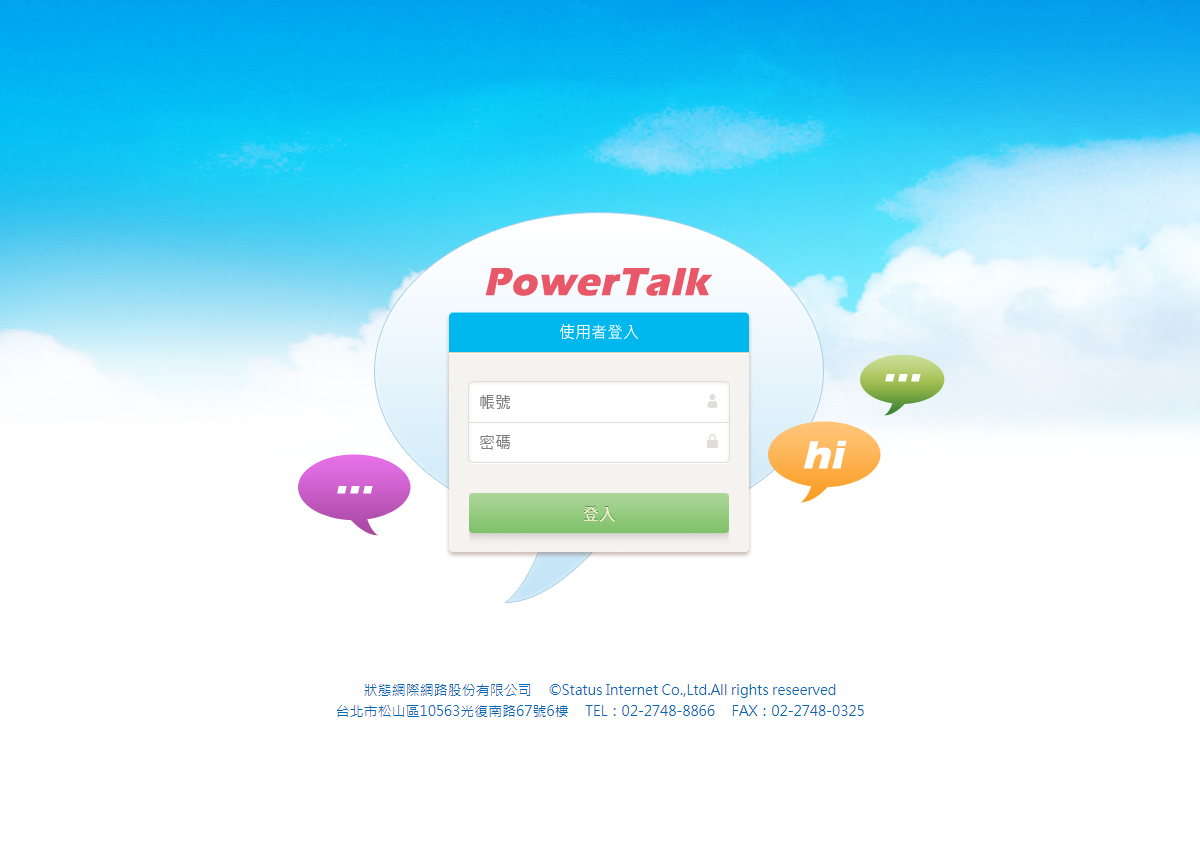 PowerTalk
使用者登入
帳號
密碼
登入
...
hi
...
狀態網際網路股份有限公司 ©Status Internet Co.,Ltd.All rights reseerved
台北市松山區10563光復南路67號6樓 TEL：02-2748-8866 FAX：02-2748-0325